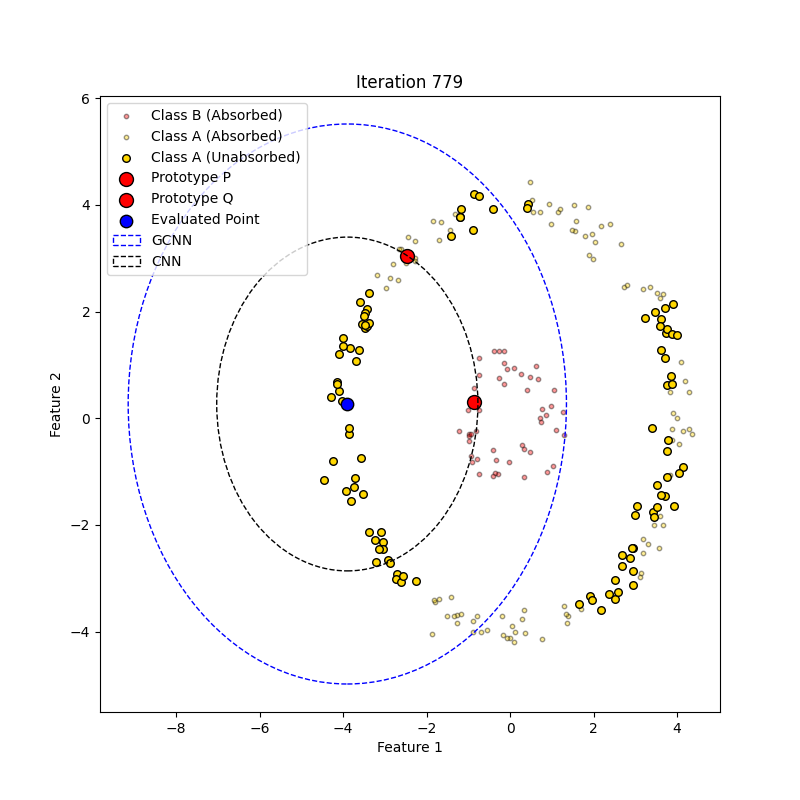 Iteration 779
Class B (Absorbed)
Class A (Absorbed)
Class A (Unabsorbed)
Prototype P
Prototype Q
Evaluated Point
GCNN
CNN
6
4
2
0
−2
−4
Feature 2
−8
−6
−4
−2
0
2
4
Feature 1